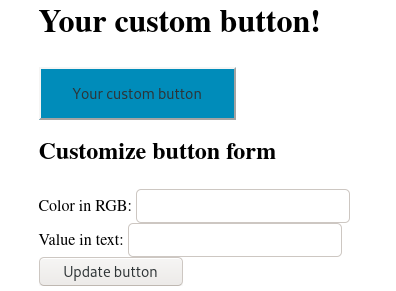 Your custom button!
Your custom button
Customize button form
Color in RGB:
Value in text:
Update button